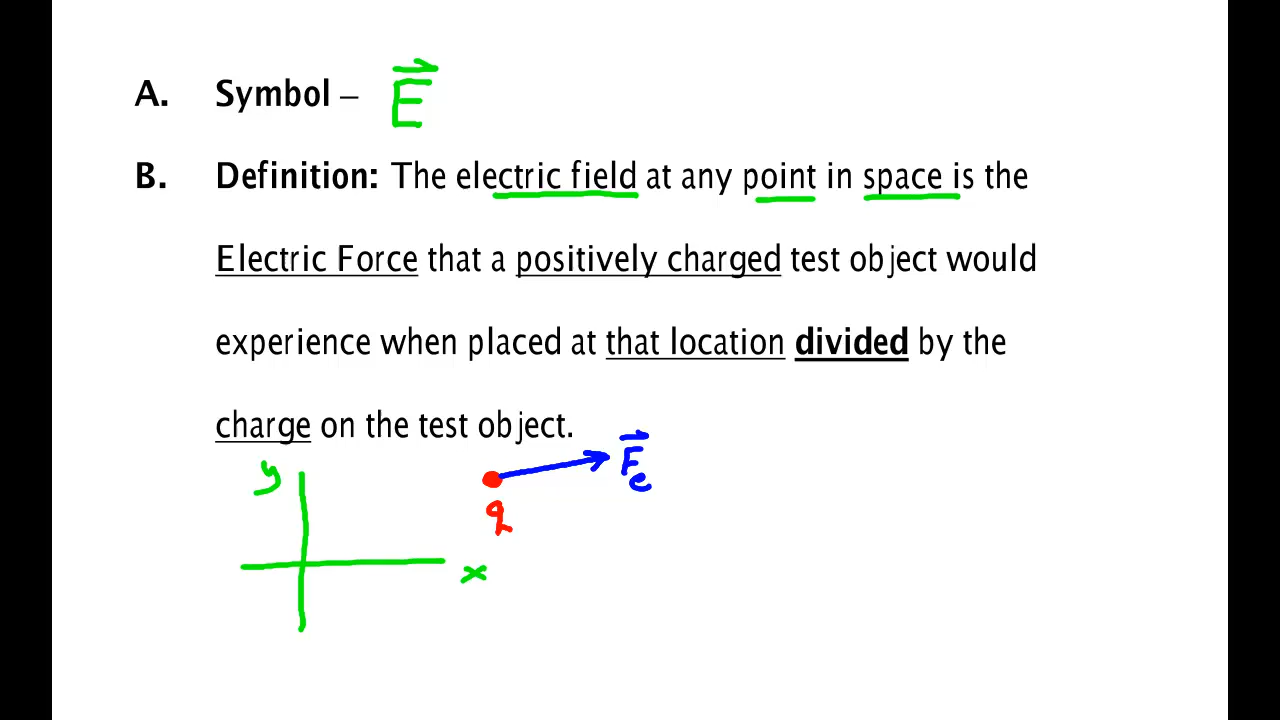 A. Symbol – E
B. Definition: The electric field at any point in space is the
Electric Force that a positively charged test object would
experience when placed at that location divided by the
charge on the test object.
y
Fe
q
x